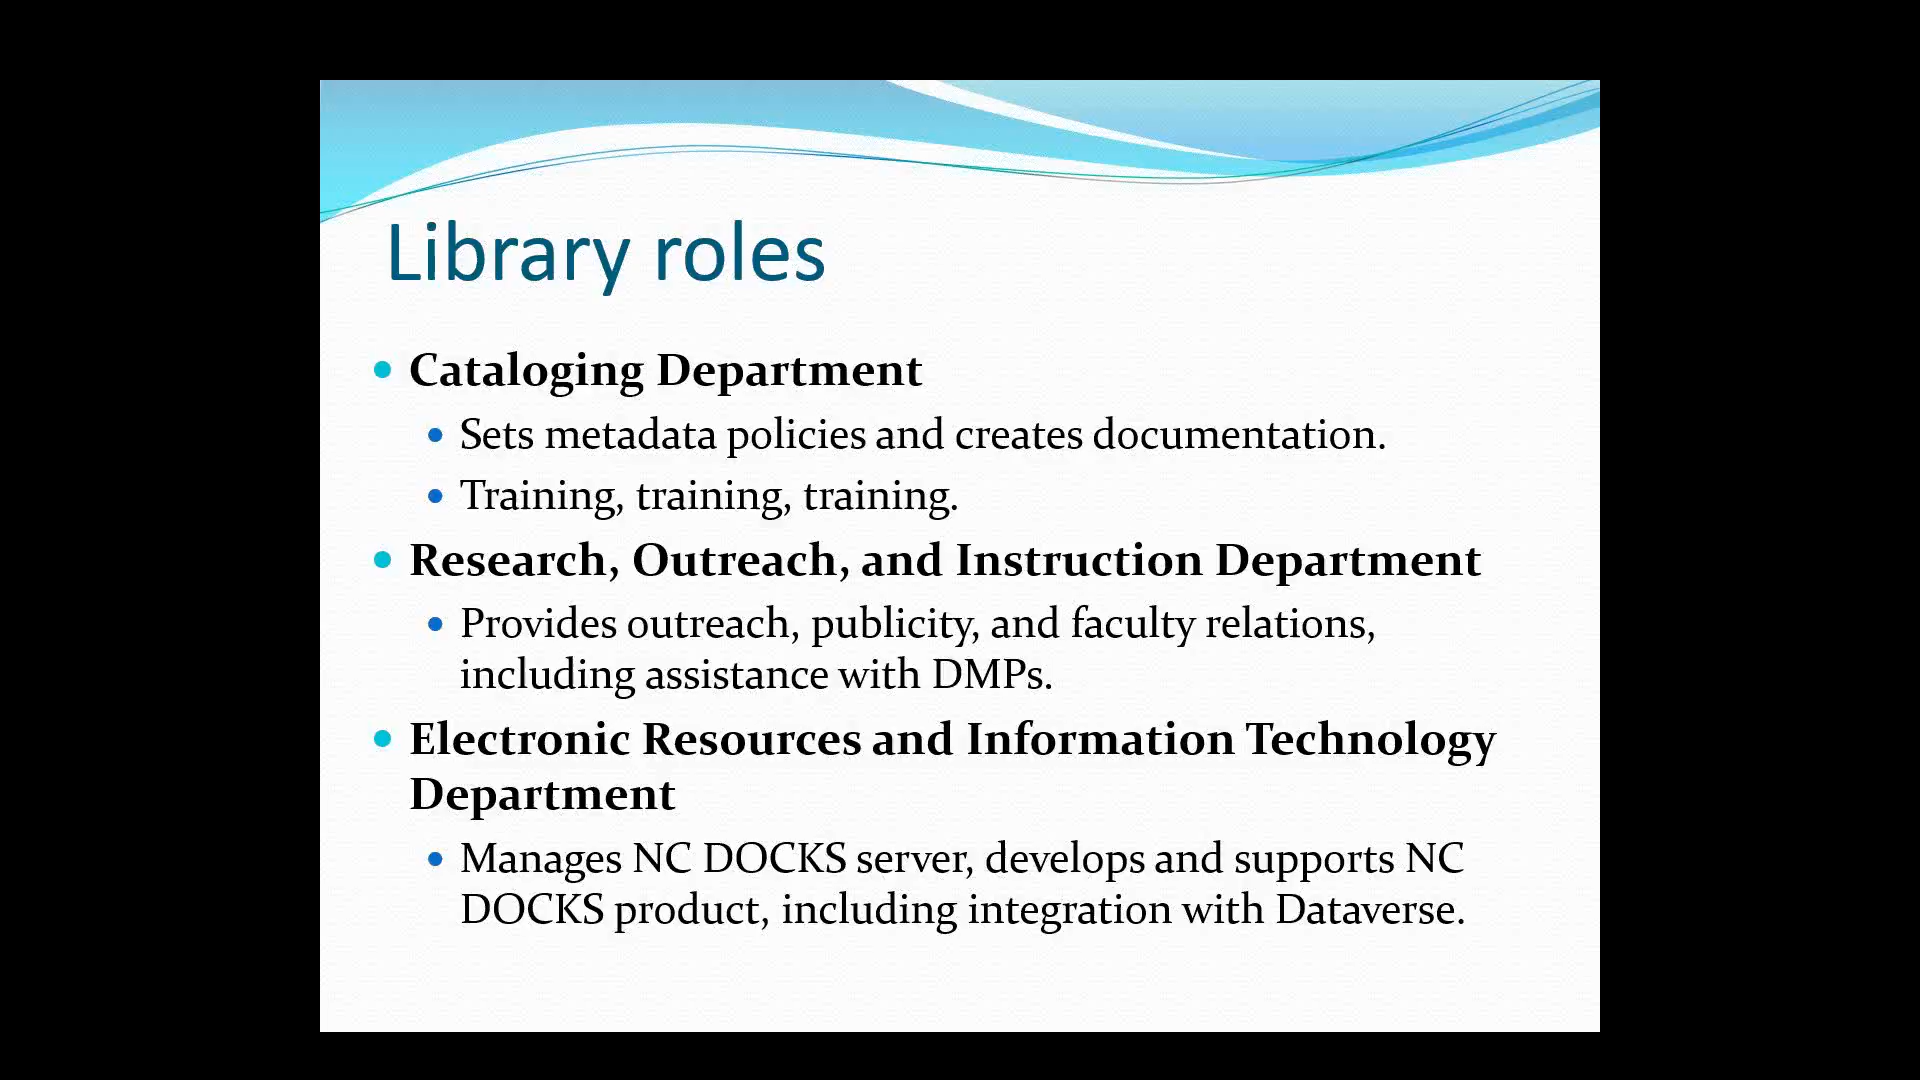 Library roles
Cataloging Department
Sets metadata policies and creates documentation.
Training, training, training.
Research, Outreach, and Instruction Department
Provides outreach, publicity, and faculty relations,
including assistance with DMPs.
Electronic Resources and Information Technology
Department
Manages NC DOCKS server, develops and supports NC
DOCKS product, including integration with Dataverse.